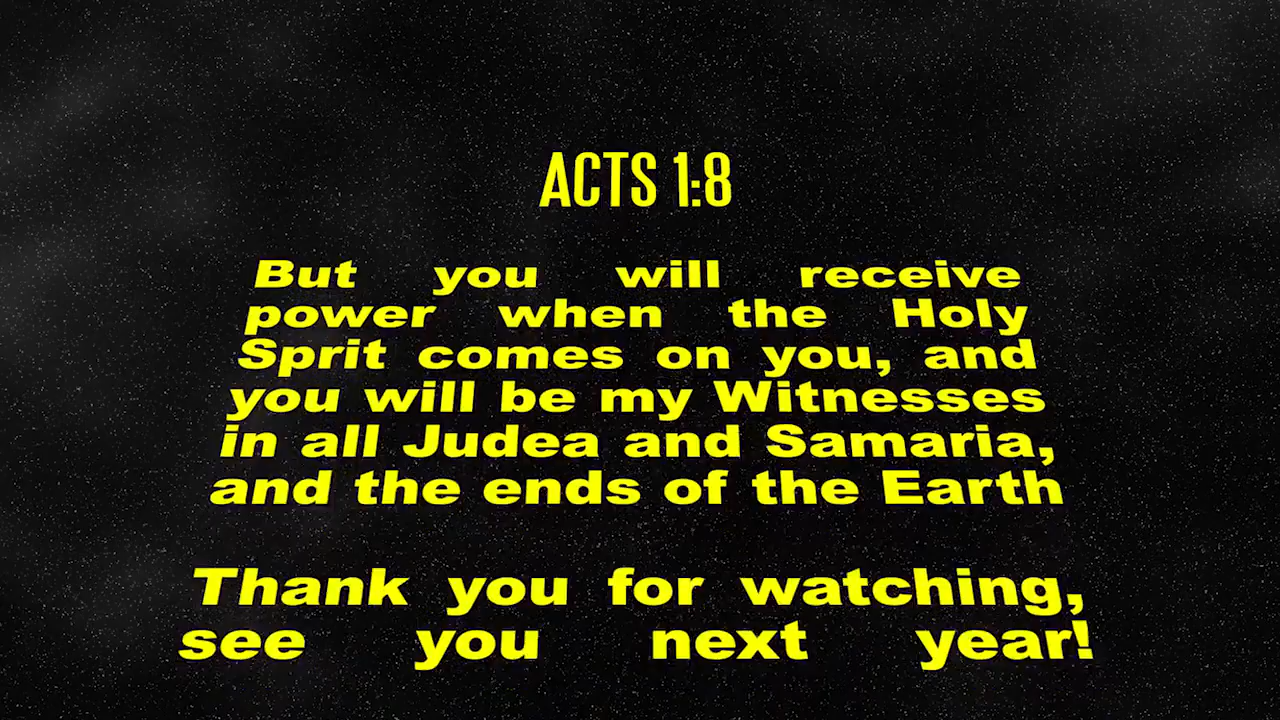 ACTS 1:8
But you will receive
power when the Holy
Sprit comes on you, and
you will be my Witnesses
in all Judea and Samaria,
and the ends of the Earth
Thank you for watching,
see you next year!